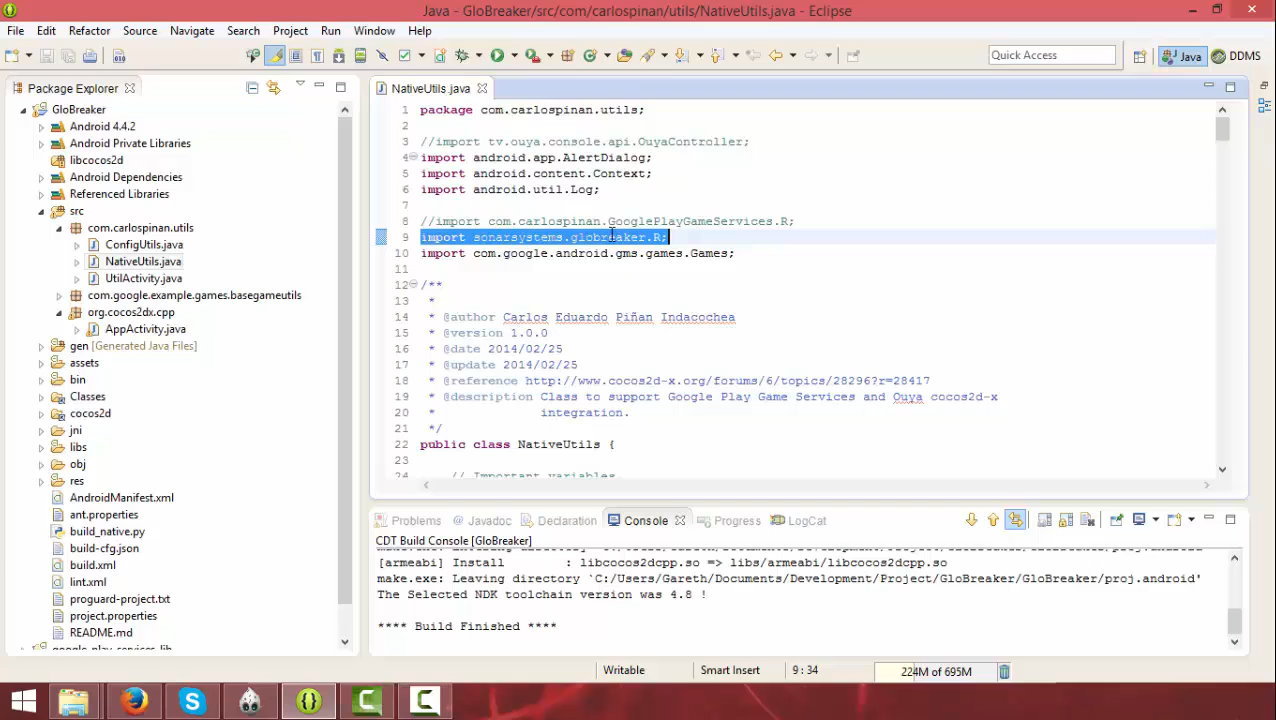 Java - GloBreaker/src/com/carlospinan/utils/NativeUtils.java - Eclipse
File Edit Refactor Source Navigate Search Project Run Window Help
Quick Access
Java
DDMS
Package Explorer
GloBreaker
Android 4.4.2
Android Private Libraries
libcocos2d
Android Dependencies
Referenced Libraries
src
com.carlospinan.utils
ConfigUtils.java
NativeUtils.java
UtilActivity.java
com.google.example.games.basegameutils
org.cocos2dx.cpp
AppActivity.java
gen [Generated Java Files]
assets
bin
Classes
cocos2d
jni
libs
obj
res
AndroidManifest.xml
ant.properties
build_native.py
build-cfg.json
build.xml
lint.xml
proguard-project.txt
project.properties
README.md
google_play_services_lib
NativeUtils.java
1 package com.carlospinan.utils;
2
3 //import tv.ouya.console.api.OuyaController;
4 import android.app.AlertDialog;
5 import android.content.Context;
6 import android.util.Log;
7
8 //import com.carlospinan.GooglePlayGameServices.R;
9 import sonarsystems.globreaker.R;
10 import com.google.android.gms.games.Games;
11
12 /**
13 *
14 * @author Carlos Eduardo Piñan Indacochea
15 * @version 1.0.0
16 * @date 2014/02/25
17 * @update 2014/02/25
18 * @reference http://www.cocos2d-x.org/forums/6/topics/28296?r=28417
19 * @description Class to support Google Play Game Services and Ouya cocos2d-x
20 * integration.
21 */
22 public class NativeUtils {
23
24 // Important variables
Problems Javadoc Declaration Console Progress LogCat
CDT Build Console [GloBreaker]
[armeabi] Install : libcocos2dcpp.so => libs/armeabi/libcocos2dcpp.so
make.exe: Leaving directory `C:/Users/Gareth/Documents/Development/Project/GloBreaker/GloBreaker/proj.android'
The Selected NDK toolchain version was 4.8 !
**** Build Finished ****
Writable
Smart Insert
9 : 34
224M of 695M